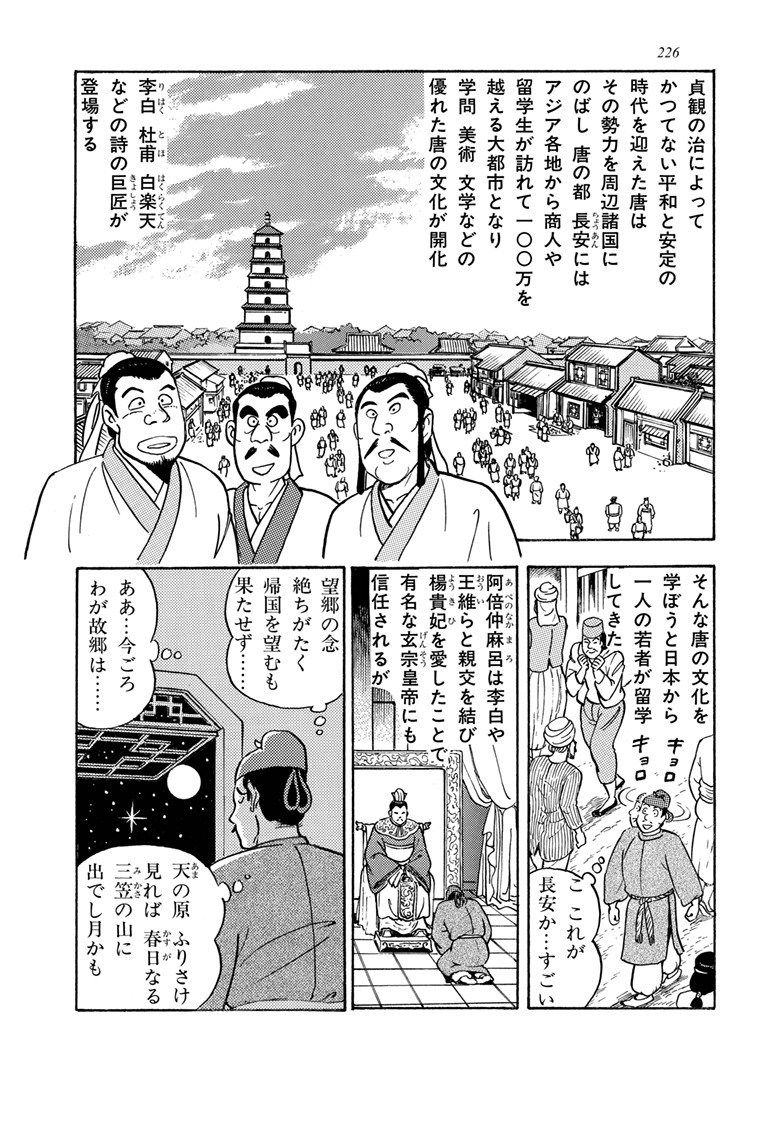 226
貞観の治によって
かつてない平和と安定の
時代を迎えた唐は
その勢力を周辺諸国に
のばし 唐の都 長安には
アジア各地から商人や
留学生が訪れて一〇〇万を
越える大都市となり
学問 美術 文学などの
優れた唐の文化が開化
李白 杜甫 白楽天
などの詩の巨匠が
登場する
そんな唐の文化を
学ぼうと日本から
一人の若者が留学
してきた
キョロ
キョロ
こ これが
長安か…すごい
阿倍仲麻呂は李白や
王維らと親交を結び
楊貴妃を愛したことで
有名な玄宗皇帝にも
信任されるが
望郷の念
絶ちがたく
帰国を望むも
果たせず……
ああ…今ごろ
わが故郷は……
天の原 ふりさけ
見れば 春日なる
三笠の山に
出でし月かも